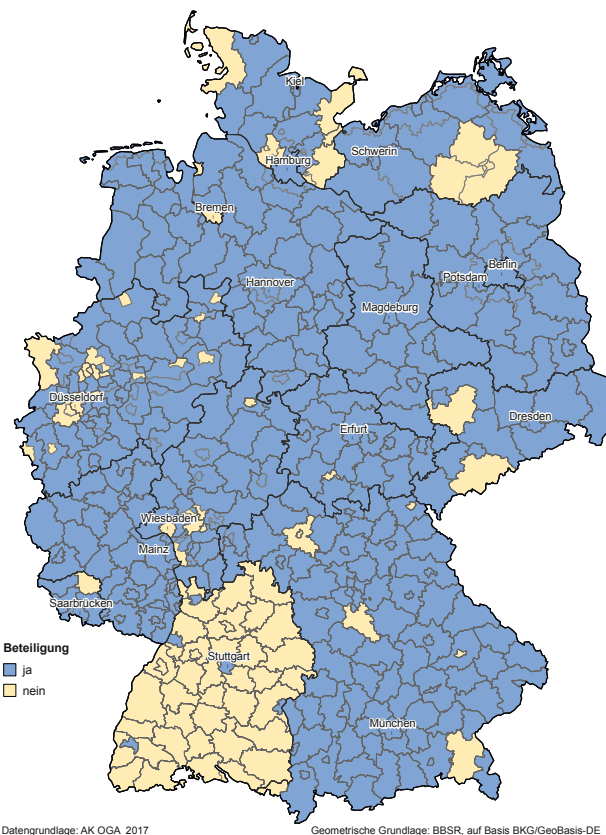 Kiel
Schwerin
Hamburg
Bremen
Berlin
Potsdam
Hannover
Magdeburg
Düsseldorf
Dresden
Erfurt
Wiesbaden
Mainz
Saarbrücken
Beteiligung
ja
nein
Stuttgart
München
Datengrundlage: AK OGA 2017
Geometrische Grundlage: BBSR, auf Basis BKG/GeoBasis-DE